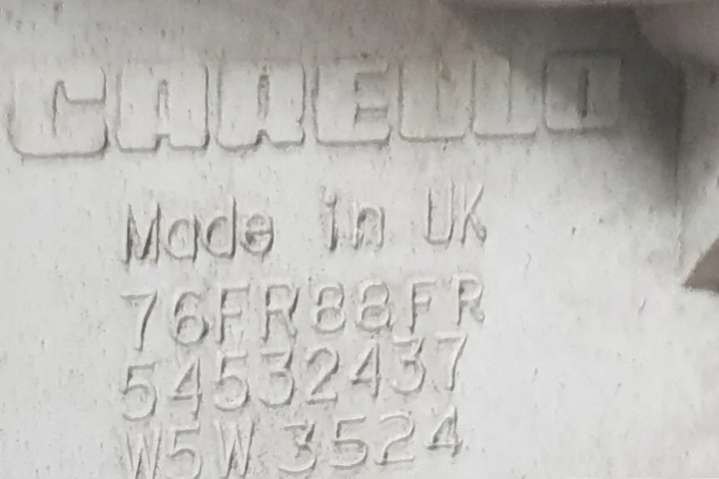 CARELLO
Made in UK
76FR88FR
54532437
W5W 3524